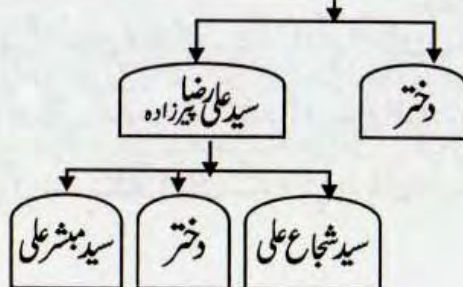 دختر
سید علی رضا
پیرزادہ
سید شجاع علی
دختر
سید مبشر علی